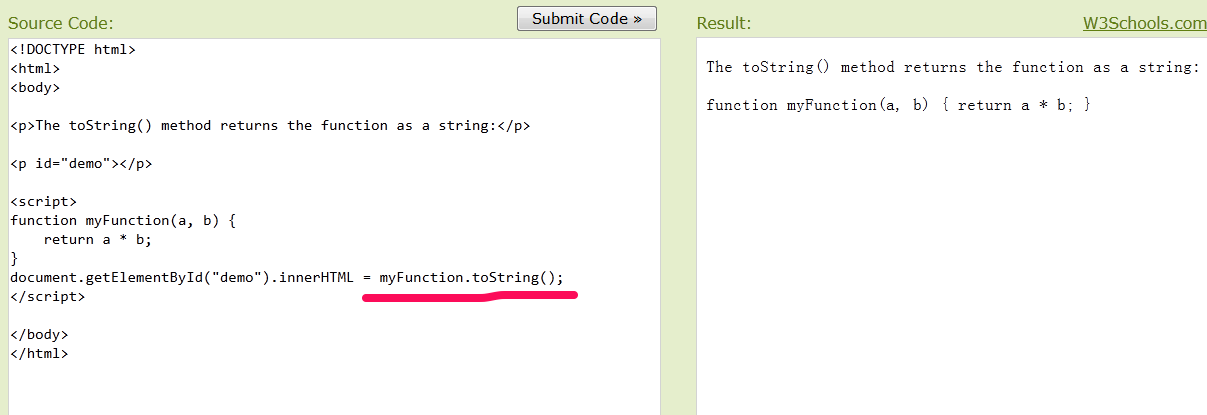 Source Code:
Submit Code »
<!DOCTYPE html>
<html>
<body>
<p>The toString() method returns the function as a string:</p>
<p id="demo"></p>
<script>
function myFunction(a, b) {
    return a * b;
}
document.getElementById("demo").innerHTML = myFunction.toString();
</script>
</body>
</html>
Result:
W3Schools.com
The toString() method returns the function as a string:
function myFunction(a, b) { return a * b; }